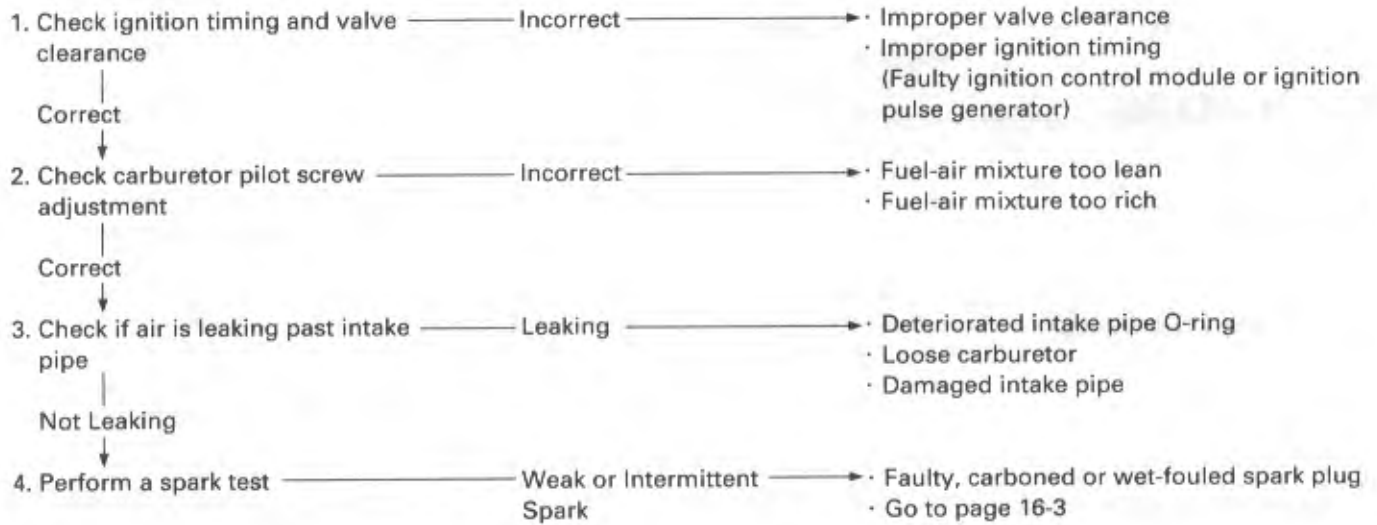 1. Check ignition timing and valve clearance
Incorrect
· Improper valve clearance
· Improper ignition timing
(Faulty ignition control module or ignition
pulse generator)
Correct
2. Check carburetor pilot screw
adjustment
Incorrect
· Fuel-air mixture too lean
· Fuel-air mixture too rich
Correct
3. Check if air is leaking past intake
pipe
Leaking
· Deteriorated intake pipe O-ring
· Loose carburetor
· Damaged intake pipe
Not Leaking
4. Perform a spark test
Weak or Intermittent
Spark
· Faulty, carboned or wet-fouled spark plug
· Go to page 16-3